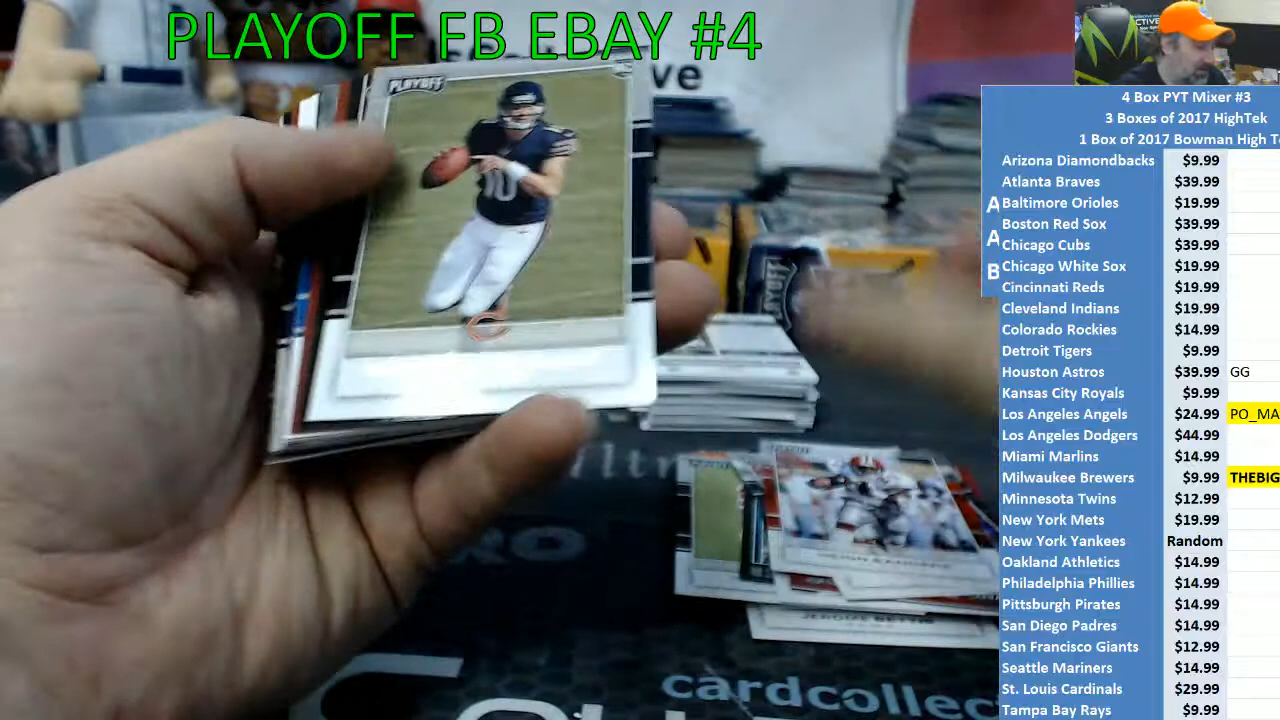 PLAYOFF FB EBAY #4
ve
PLAYOFF
10
PLAYOFF
cardcollec
4 Box PYT Mixer #3
3 Boxes of 2017 HighTek
1 Box of 2017 Bowman High T
Arizona Diamondbacks $9.99
Atlanta Braves $39.99
A Baltimore Orioles $19.99
Boston Red Sox $39.99
A Chicago Cubs $39.99
B Chicago White Sox $19.99
Cincinnati Reds $19.99
Cleveland Indians $19.99
Colorado Rockies $14.99
Detroit Tigers $9.99
Houston Astros $39.99 GG
Kansas City Royals $9.99
Los Angeles Angels $24.99 PO_MA
Los Angeles Dodgers $44.99
Miami Marlins $14.99
Milwaukee Brewers $9.99 THEBIG
Minnesota Twins $12.99
New York Mets $19.99
New York Yankees Random
Oakland Athletics $14.99
Philadelphia Phillies $14.99
Pittsburgh Pirates $14.99
San Diego Padres $14.99
San Francisco Giants $12.99
Seattle Mariners $14.99
St. Louis Cardinals $29.99
Tampa Bay Rays $9.99